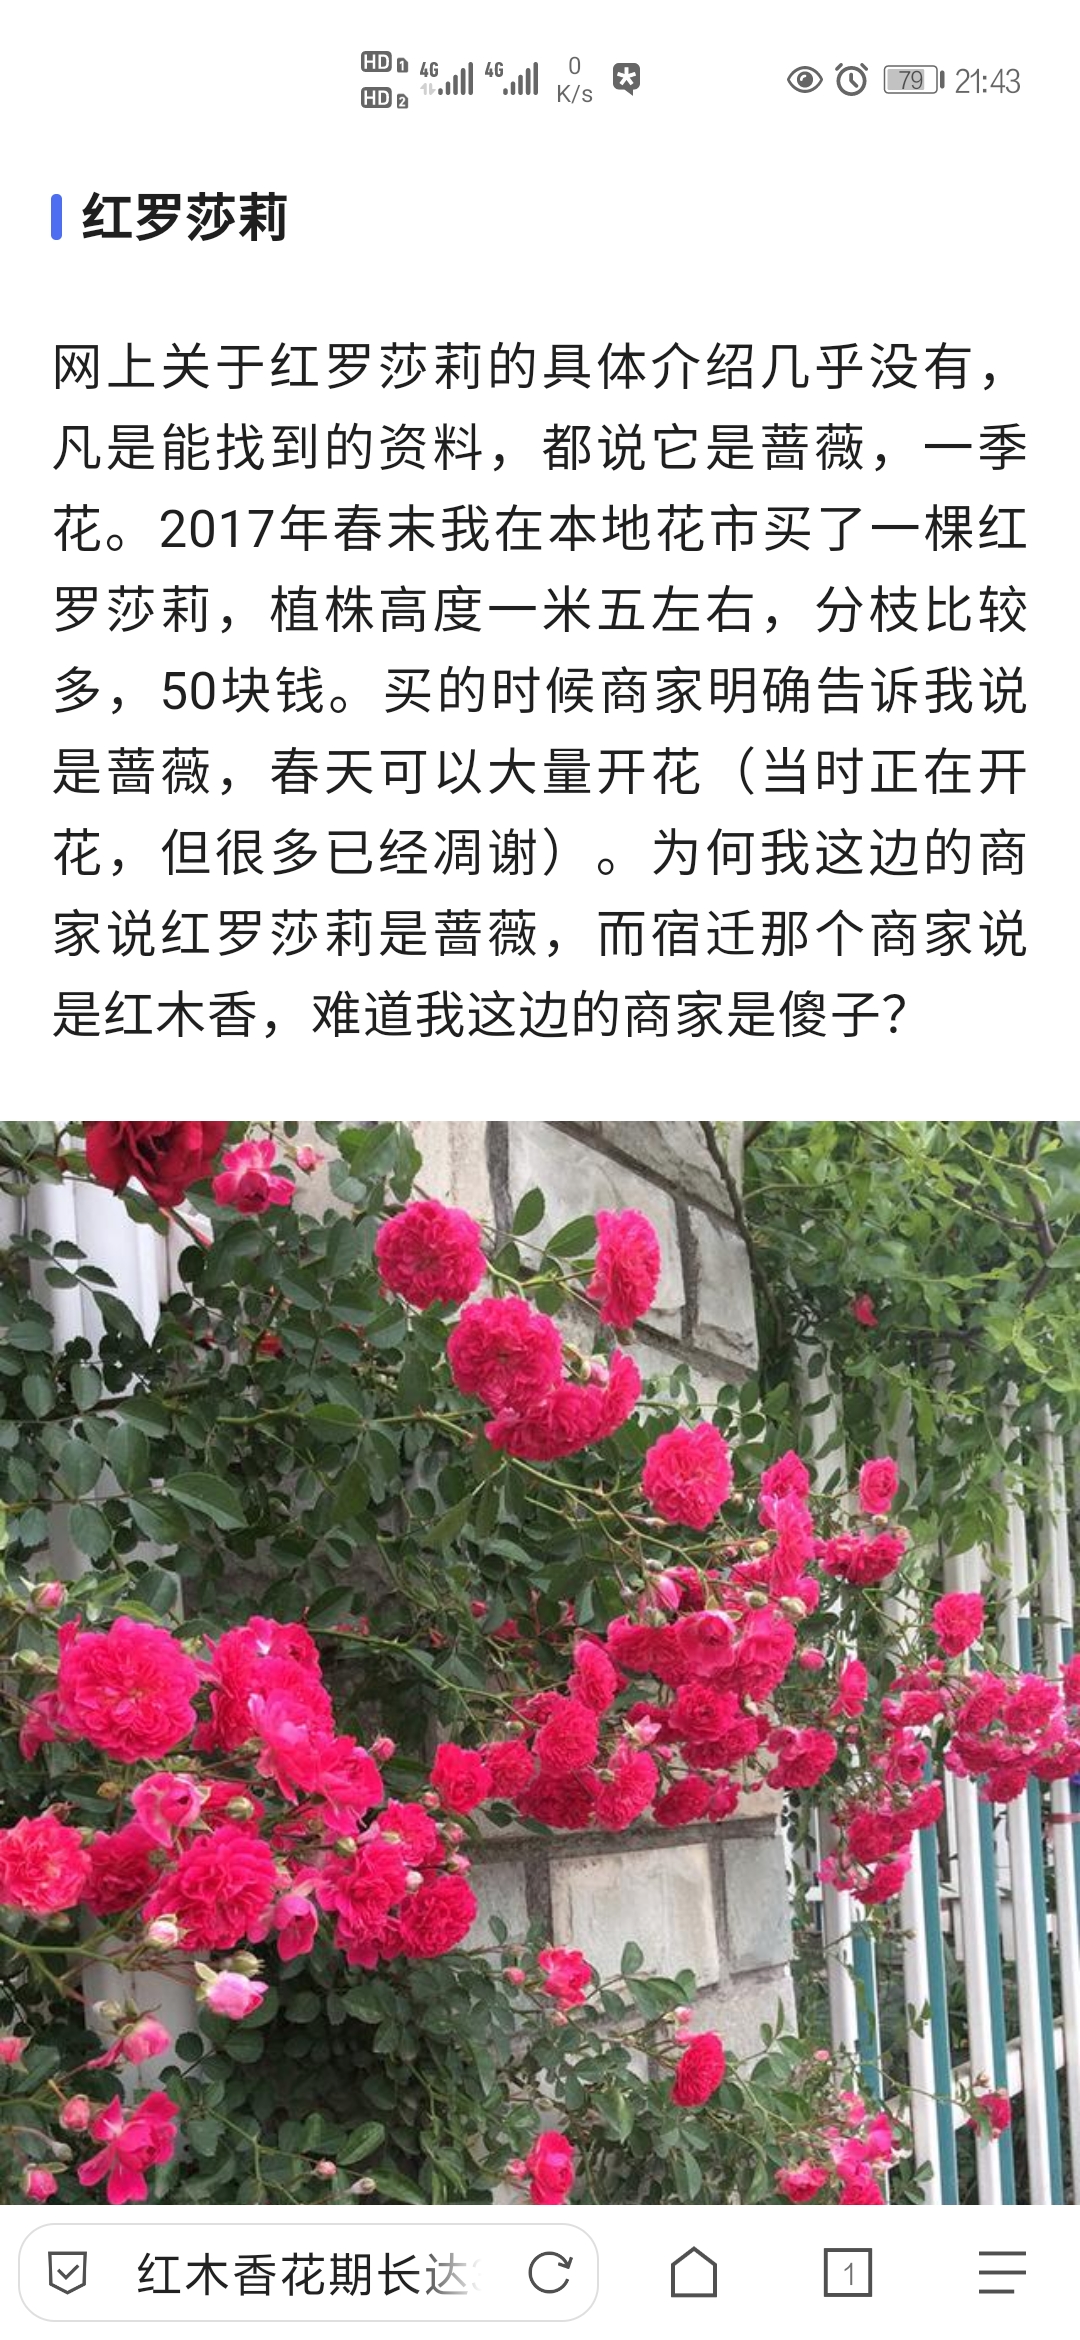 HD 1 4G 4G 0 79 21:43
HD 2 K/s
红罗莎莉
网上关于红罗莎莉的具体介绍几乎没有，
凡是能找到的资料，都说它是蔷薇，一季
花。2017年春末我在本地花市买了一棵红
罗莎莉，植株高度一米五左右，分枝比较
多，50块钱。买的时候商家明确告诉我说
是蔷薇，春天可以大量开花（当时正在开
花，但很多已经凋谢）。为何我这边的商
家说红罗莎莉是蔷薇，而宿迁那个商家说
是红木香，难道我这边的商家是傻子？
红木香花期长达
1